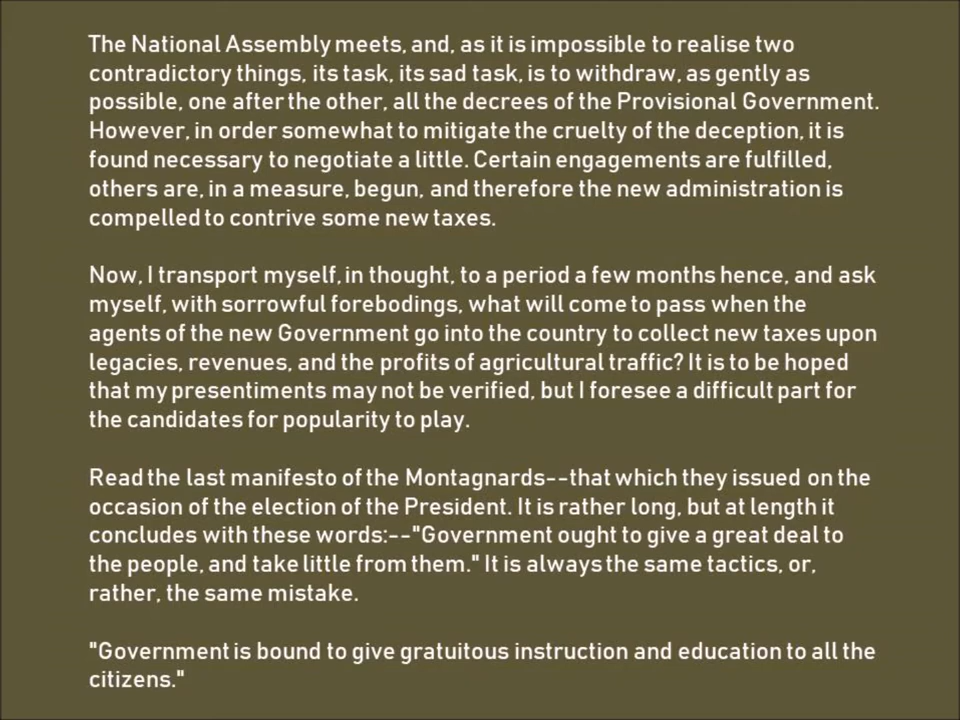 The National Assembly meets, and, as it is impossible to realise two
contradictory things, its task, its sad task, is to withdraw, as gently as
possible, one after the other, all the decrees of the Provisional Government.
However, in order somewhat to mitigate the cruelty of the deception, it is
found necessary to negotiate a little. Certain engagements are fulfilled,
others are, in a measure, begun, and therefore the new administration is
compelled to contrive some new taxes.
Now, I transport myself, in thought, to a period a few months hence, and ask
myself, with sorrowful forebodings, what will come to pass when the
agents of the new Government go into the country to collect new taxes upon
legacies, revenues, and the profits of agricultural traffic? It is to be hoped
that my presentiments may not be verified, but I foresee a difficult part for
the candidates for popularity to play.
Read the last manifesto of the Montagnards--that which they issued on the
occasion of the election of the President. It is rather long, but at length it
concludes with these words:--"Government ought to give a great deal to
the people, and take little from them." It is always the same tactics, or,
rather, the same mistake.
"Government is bound to give gratuitous instruction and education to all the
citizens."